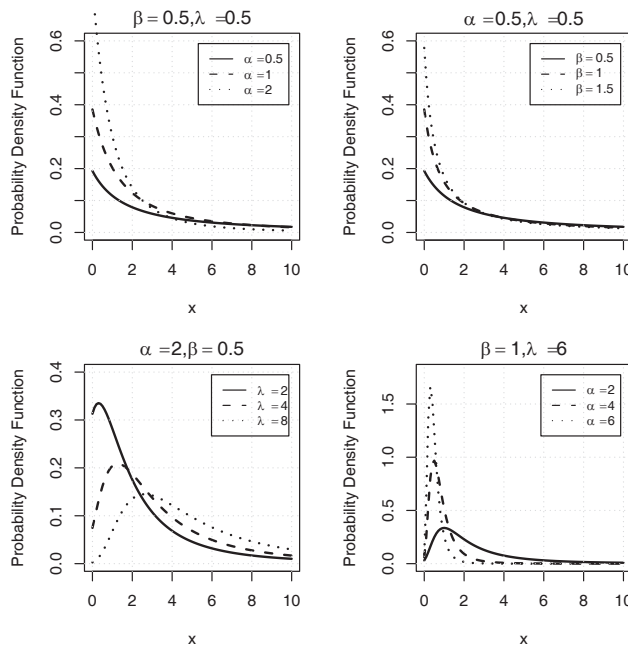 β = 0.5,λ =0.5
Probability Density Function
0.0 0.2 0.4 0.6
α =0.5
α =1
α =2
0 2 4 6 8 10
x
α = 0.5,λ =0.5
Probability Density Function
0.0 0.2 0.4 0.6
β = 0.5
β = 1
β = 1.5
0 2 4 6 8 10
x
α = 2,β = 0.5
Probability Density Function
0.0 0.1 0.2 0.3 0.4
λ =2
λ =4
λ =8
0 2 4 6 8 10
x
β = 1,λ =6
Probability Density Function
0.0 0.5 1.0 1.5
α =2
α =4
α =6
0 2 4 6 8 10
x